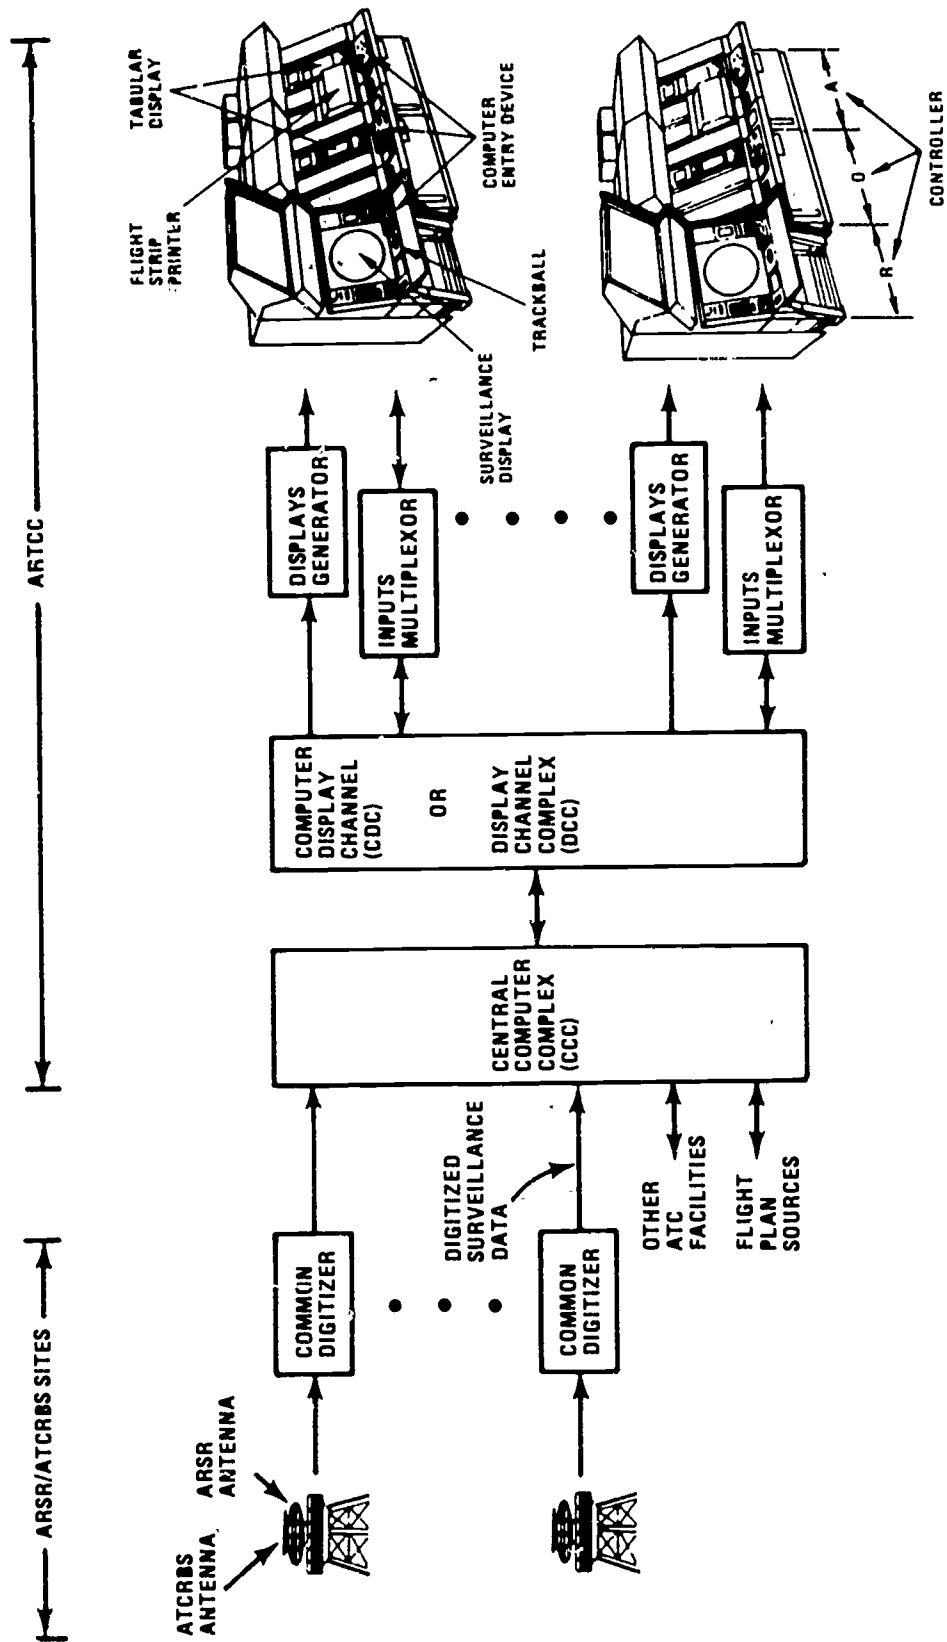 ARSR/ATCRBS SITES
ARTCC
ATCRBS
ANTENNA
ARSR
ANTENNA
COMMON
DIGITIZER
COMMON
DIGITIZER
DIGITIZED
SURVEILLANCE
DATA
OTHER
ATC
FACILITIES
FLIGHT
PLAN
SOURCES
CENTRAL
COMPUTER
COMPLEX
(CCC)
COMPUTER
DISPLAY
CHANNEL
(CDC)
OR
DISPLAY
CHANNEL
COMPLEX
(DCC)
DISPLAYS
GENERATOR
INPUTS
MULTIPLEXOR
DISPLAYS
GENERATOR
INPUTS
MULTIPLEXOR
FLIGHT
STRIP
PRINTER
TABULAR
DISPLAY
SURVEILLANCE
DISPLAY
TRACKBALL
COMPUTER
ENTRY DEVICE
R
D
A
CONTROLLER